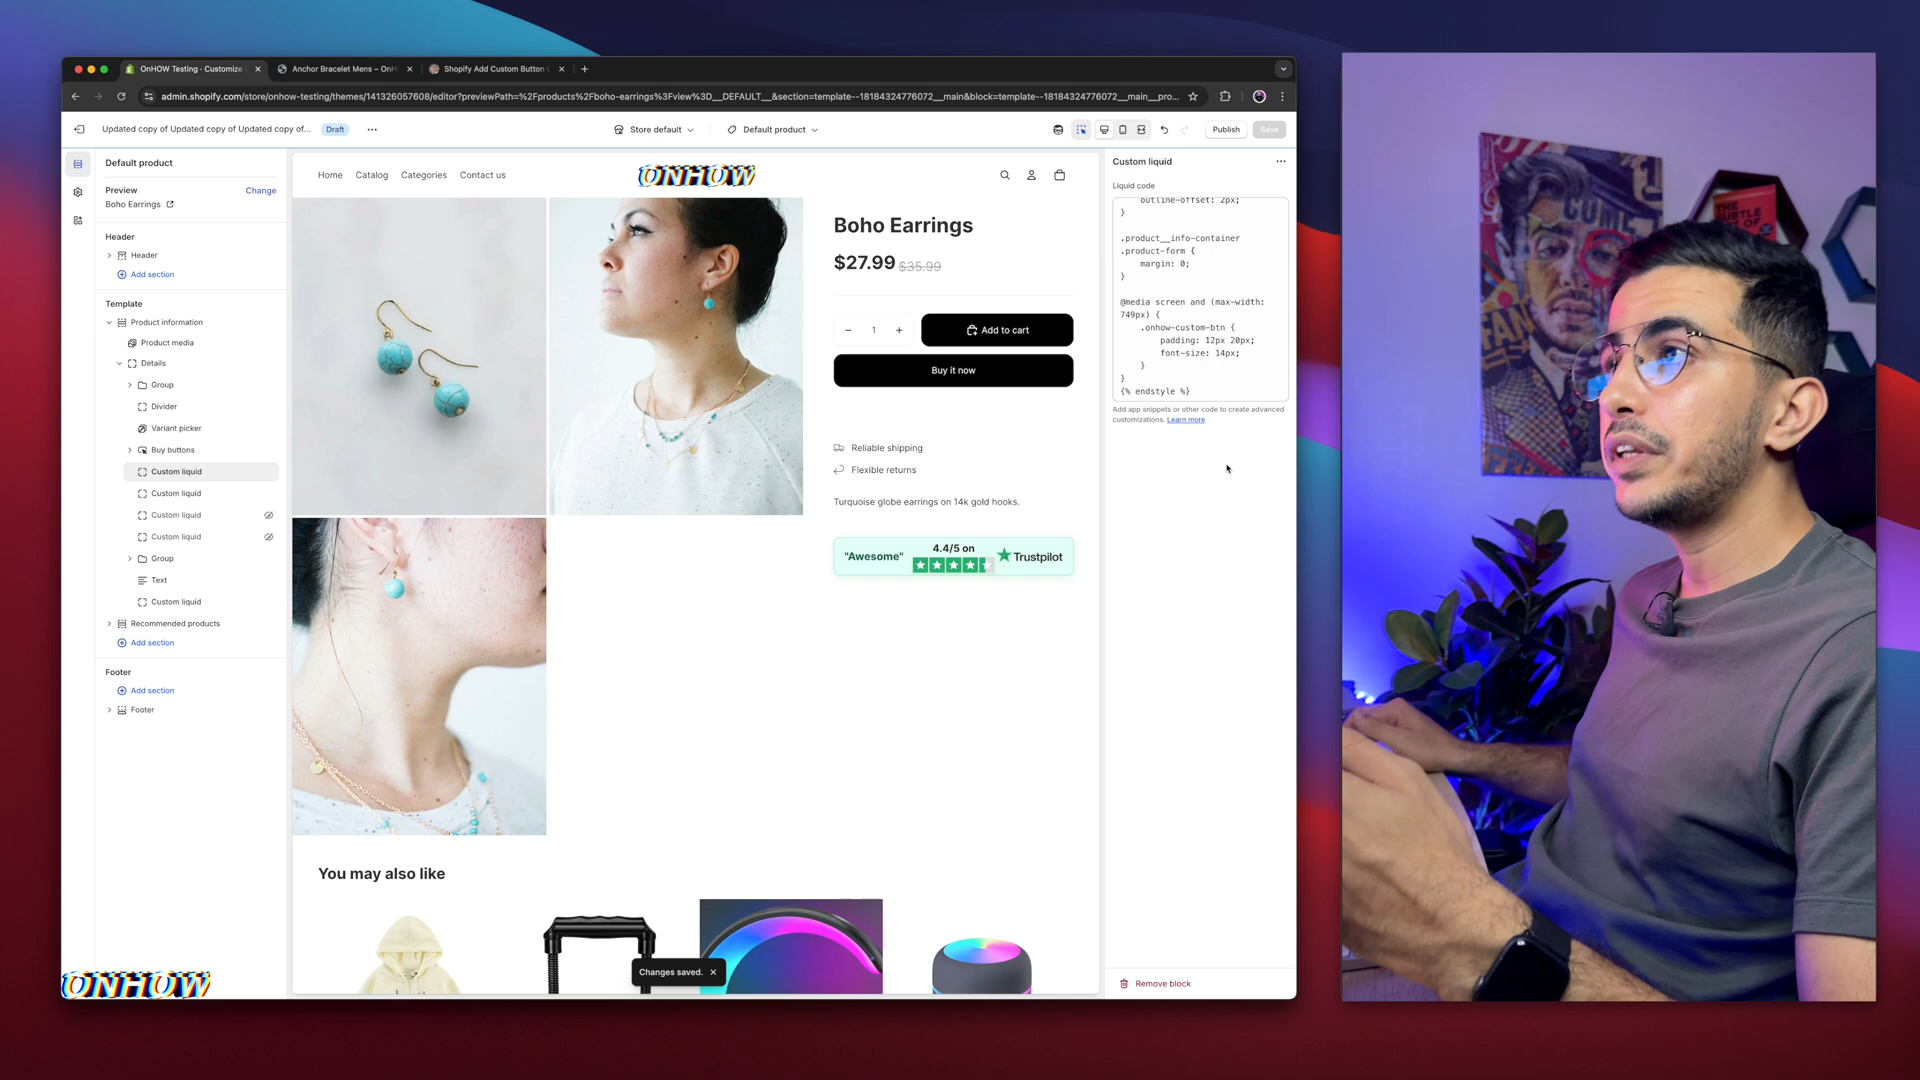 OnHOW Testing · Customize
Anchor Bracelet Mens – OnH
Shopify Add Custom Button
admin.shopify.com/store/onhow-testing/themes/141326057608/editor?previewPath=%2Fproducts%2Fboho-earrings%3Fview%3D__DEFAULT__&section=template--18184324776072__main&block=template--18184324776072__main__pro...
Updated copy of Updated copy of Updated copy of...
Draft
Store default
Default product
Publish
Save
Default product
Preview
Change
Boho Earrings
Header
Header
Add section
Template
Product information
Product media
Details
Group
Divider
Variant picker
Buy buttons
Custom liquid
Custom liquid
Custom liquid
Custom liquid
Group
Text
Custom liquid
Recommended products
Add section
Footer
Add section
Footer
Home
Catalog
Categories
Contact us
ONHOW
Boho Earrings
$27.99 $35.99
− 1 +
Add to cart
Buy it now
Reliable shipping
Flexible returns
Turquoise globe earrings on 14k gold hooks.
"Awesome"
4.4/5 on
Trustpilot
You may also like
Changes saved.
Custom liquid
Liquid code
outline-offset: 2px;
}
.product__info-container
.product-form {
margin: 0;
}
@media screen and (max-width:
749px) {
.onhow-custom-btn {
padding: 12px 20px;
font-size: 14px;
}
}
{% endstyle %}
Add app snippets or other code to create advanced
customizations. Learn more
Remove block
ONHOW
THE
SUBTLE